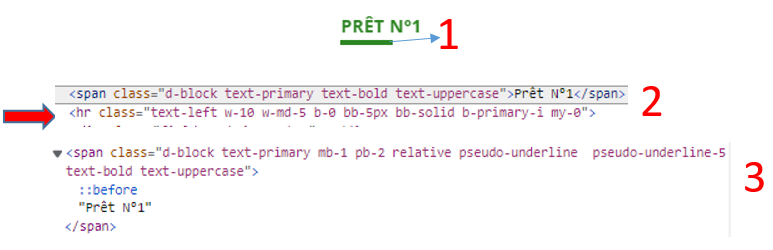 PRÊT N°1
1
<span class="d-block text-primary text-bold text-uppercase">Prêt N°1</span>
2
<hr class="text-left w-10 w-md-5 b-0 bb-5px bb-solid b-primary-i my-0">
<span class="d-block text-primary mb-1 pb-2 relative pseudo-underline  pseudo-underline-5
text-bold text-uppercase">
::before
"Prêt N°1"
</span>
3